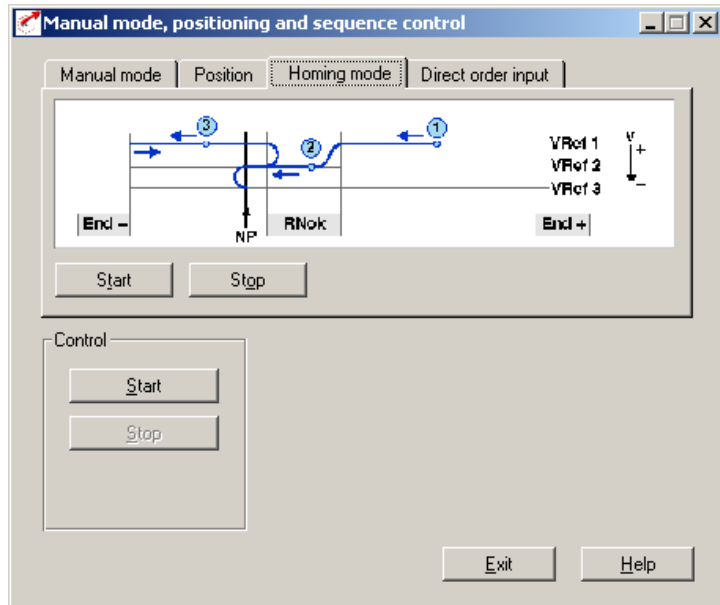 Manual mode, positioning and sequence control
Manual mode Position Homing mode Direct order input
3 1
2
VRef 1 v +
VRef 2
VRef 3 –
End – NP RNok End +
Start Stop
Control
Start
Stop
Exit Help